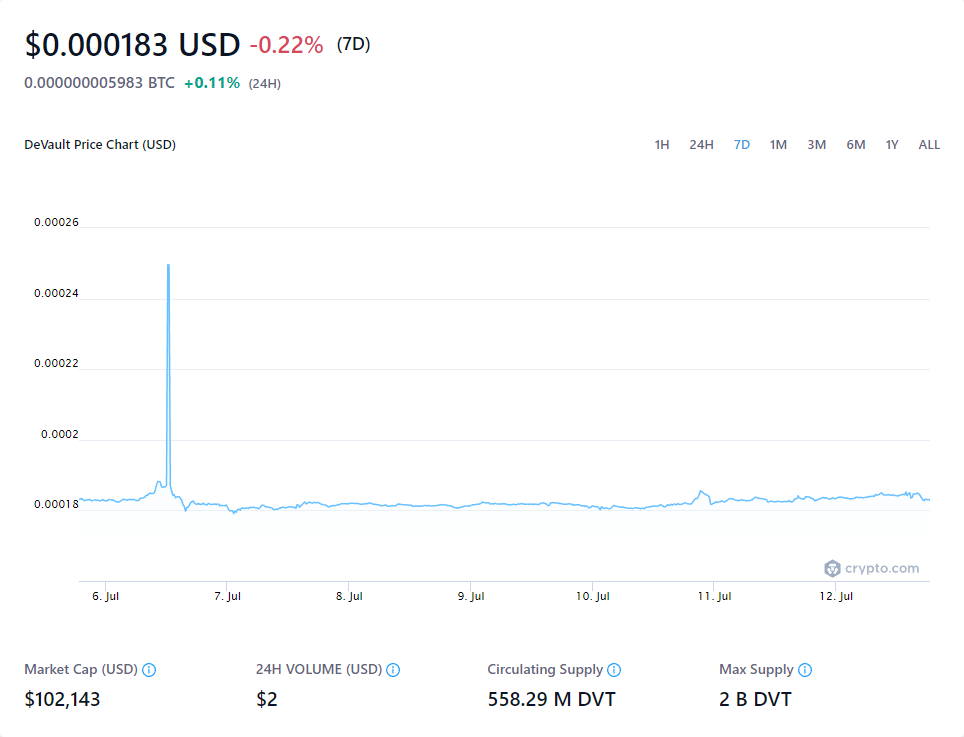 $0.000183 USD -0.22% (7D)
0.000000005983 BTC +0.11% (24H)
DeVault Price Chart (USD) 1H 24H 7D 1M 3M 6M 1Y ALL
0.00026
0.00024
0.00022
0.0002
0.00018
crypto.com
6. Jul 7. Jul 8. Jul 9. Jul 10. Jul 11. Jul 12. Jul
Market Cap (USD) 24H VOLUME (USD) Circulating Supply Max Supply
$102,143 $2 558.29 M DVT 2 B DVT